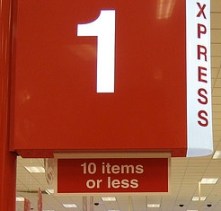 1
XPRESS
10 items
or less